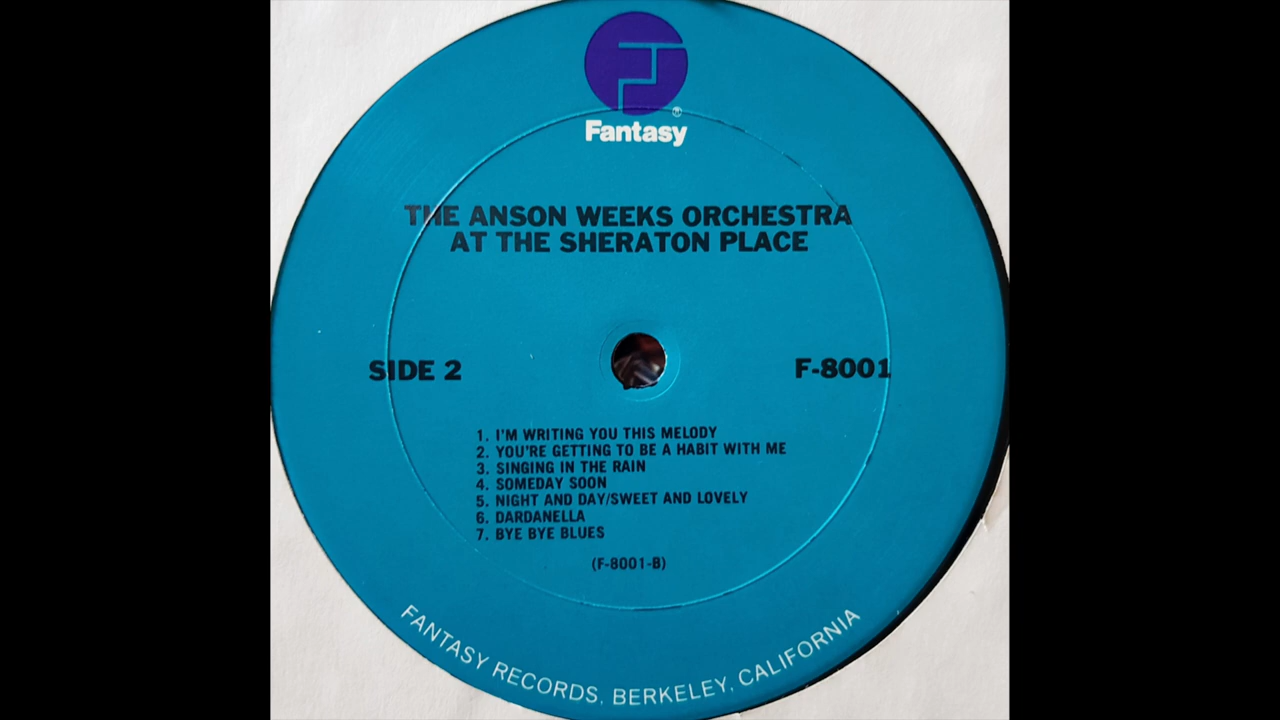 ®
Fantasy
THE ANSON WEEKS ORCHESTRA
AT THE SHERATON PLACE
SIDE 2
F-8001
1. I'M WRITING YOU THIS MELODY
2. YOU'RE GETTING TO BE A HABIT WITH ME
3. SINGING IN THE RAIN
4. SOMEDAY SOON
5. NIGHT AND DAY/SWEET AND LOVELY
6. DARDANELLA
7. BYE BYE BLUES
(F-8001-B)
FANTASY RECORDS, BERKELEY, CALIFORNIA